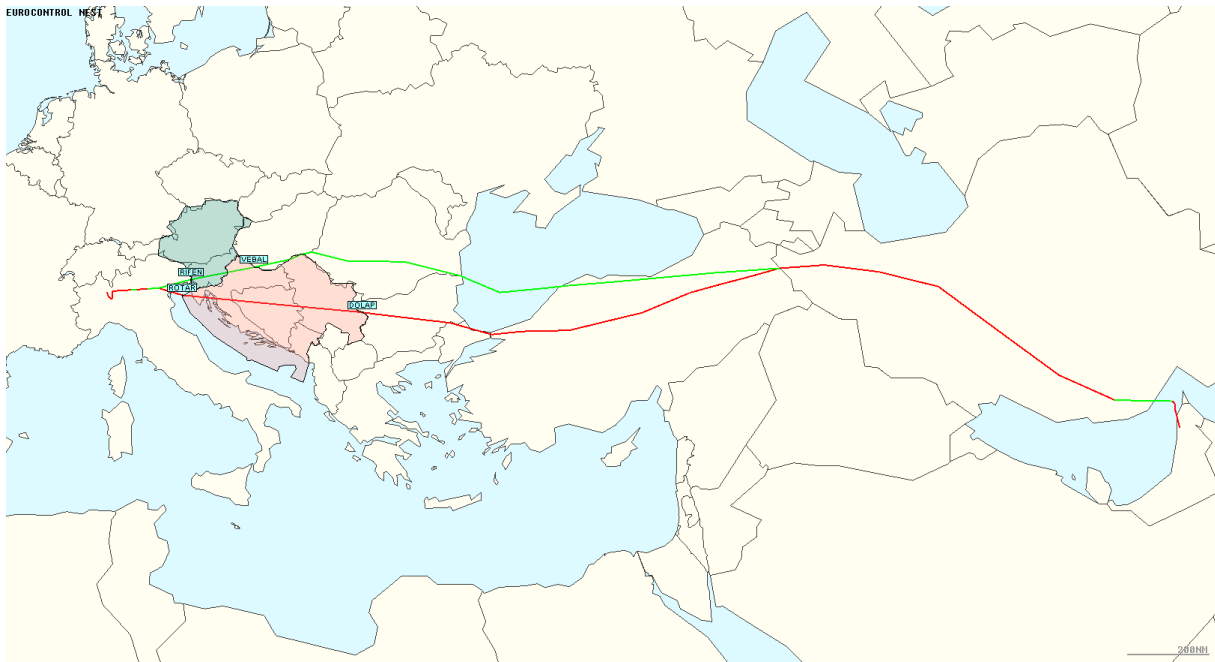 EUROCONTROL NEST
VEBAL
RIFEN
ROTAR
DOLAP
200NM